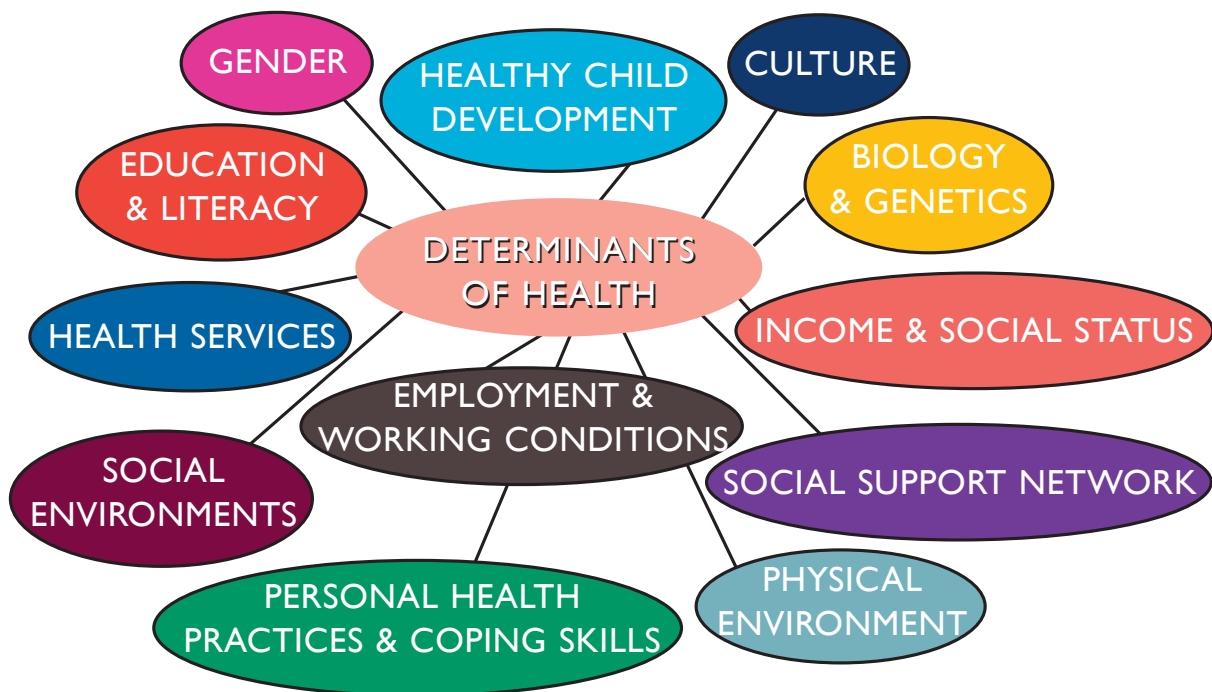 GENDER
HEALTHY CHILD
DEVELOPMENT
CULTURE
EDUCATION
& LITERACY
BIOLOGY
& GENETICS
DETERMINANTS
OF HEALTH
HEALTH SERVICES
INCOME & SOCIAL STATUS
EMPLOYMENT &
WORKING CONDITIONS
SOCIAL
ENVIRONMENTS
SOCIAL SUPPORT NETWORK
PERSONAL HEALTH
PRACTICES & COPING SKILLS
PHYSICAL
ENVIRONMENT